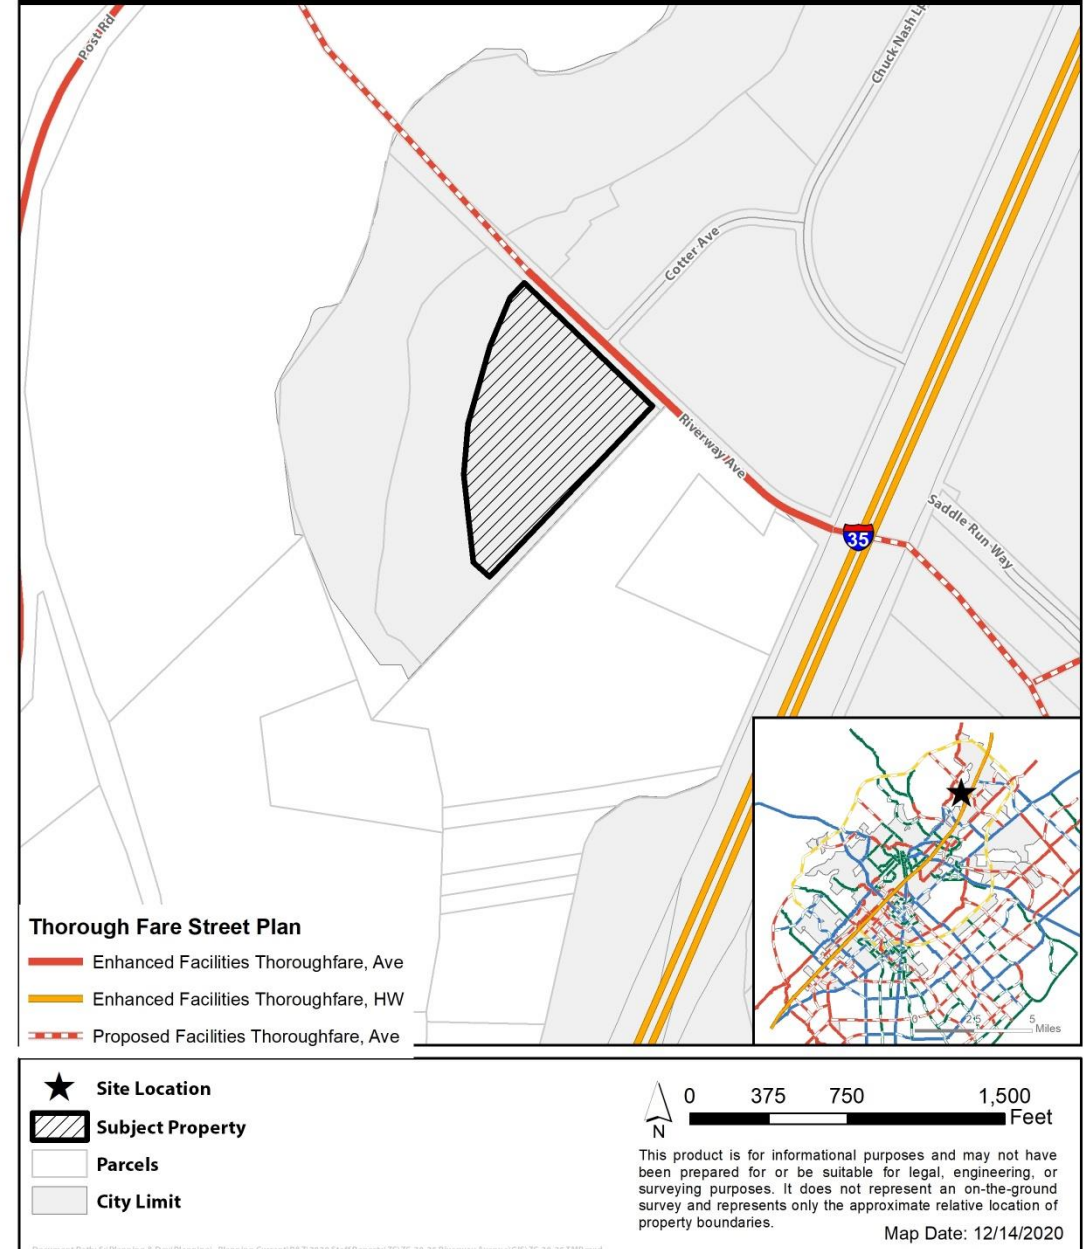 Post Rd
Chuck Nash Lp
Cotter Ave
Riverway Ave
35
Saddle Run Way
Thorough Fare Street Plan
Enhanced Facilities Thoroughfare, Ave
Enhanced Facilities Thoroughfare, HW
Proposed Facilities Thoroughfare, Ave
0 2.5 5
Miles
Site Location
Subject Property
Parcels
City Limit
N
0 375 750 1,500
Feet
This product is for informational purposes and may not have
been prepared for or be suitable for legal, engineering, or
surveying purposes. It does not represent an on-the-ground
survey and represents only the approximate relative location of
property boundaries.
Map Date: 12/14/2020